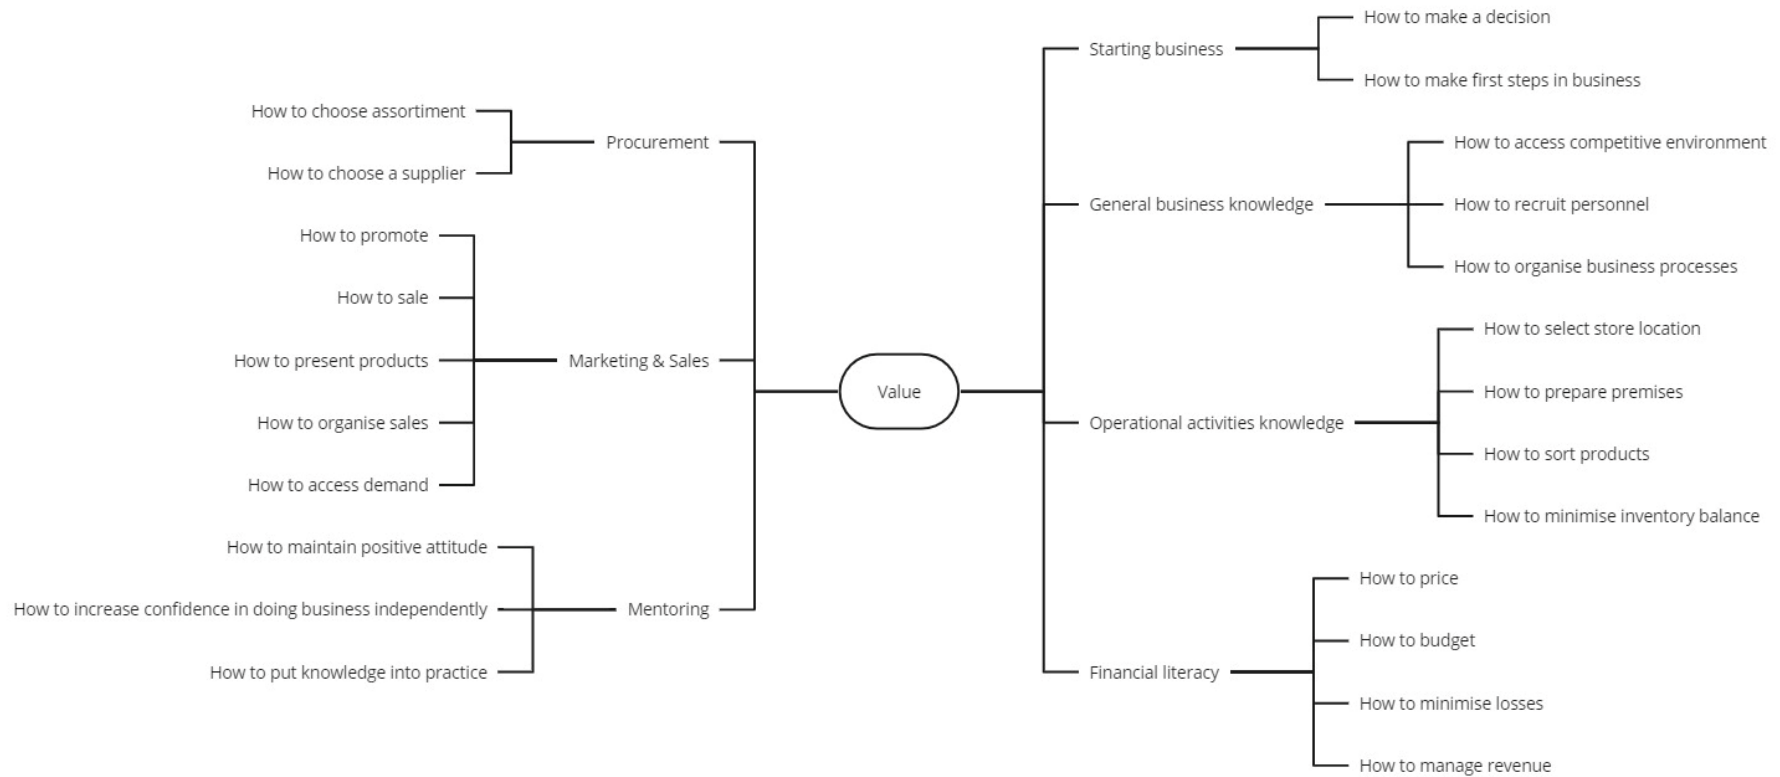 How to choose assortiment
How to choose a supplier
Procurement
How to promote
How to sale
How to present products
How to organise sales
How to access demand
Marketing & Sales
How to maintain positive attitude
How to increase confidence in doing business independently
How to put knowledge into practice
Mentoring
Value
Starting business
How to make a decision
How to make first steps in business
General business knowledge
How to access competitive environment
How to recruit personnel
How to organise business processes
Operational activities knowledge
How to select store location
How to prepare premises
How to sort products
How to minimise inventory balance
Financial literacy
How to price
How to budget
How to minimise losses
How to manage revenue